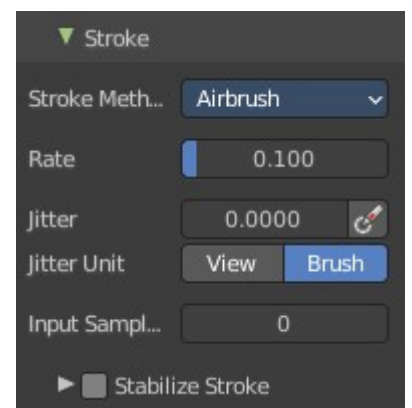 Stroke
Stroke Meth... Airbrush
Rate 0.100
Jitter 0.0000
Jitter Unit View Brush
Input Sampl... 0
Stabilize Stroke